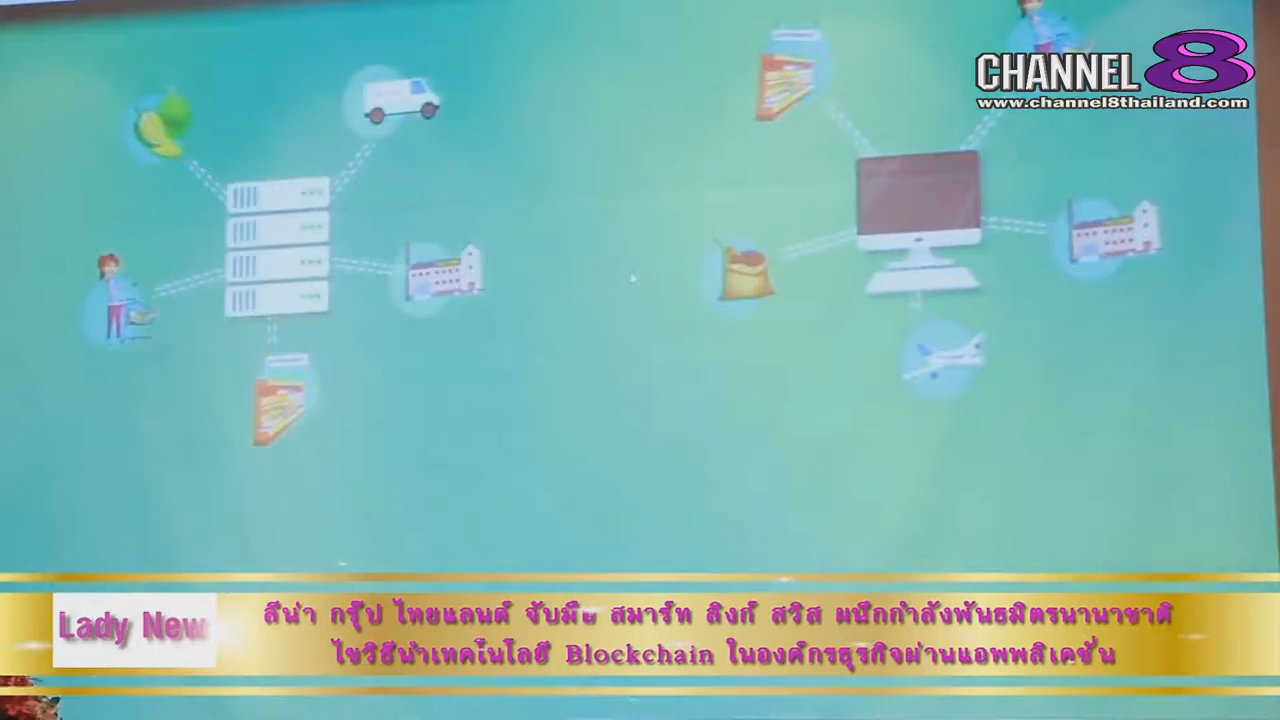 CHANNEL 8
www.channel8thailand.com
Lady New
ลีน่า กรุ๊ป ไทยแลนด์ จับมือ สมาร์ท ลิงก์ สวิส ผนึกกำลังพันธมิตรนานาชาติ
ไขวิธีนำเทคโนโลยี Blockchain ในองค์กรธุรกิจผ่านแอพพลิเคชั่น